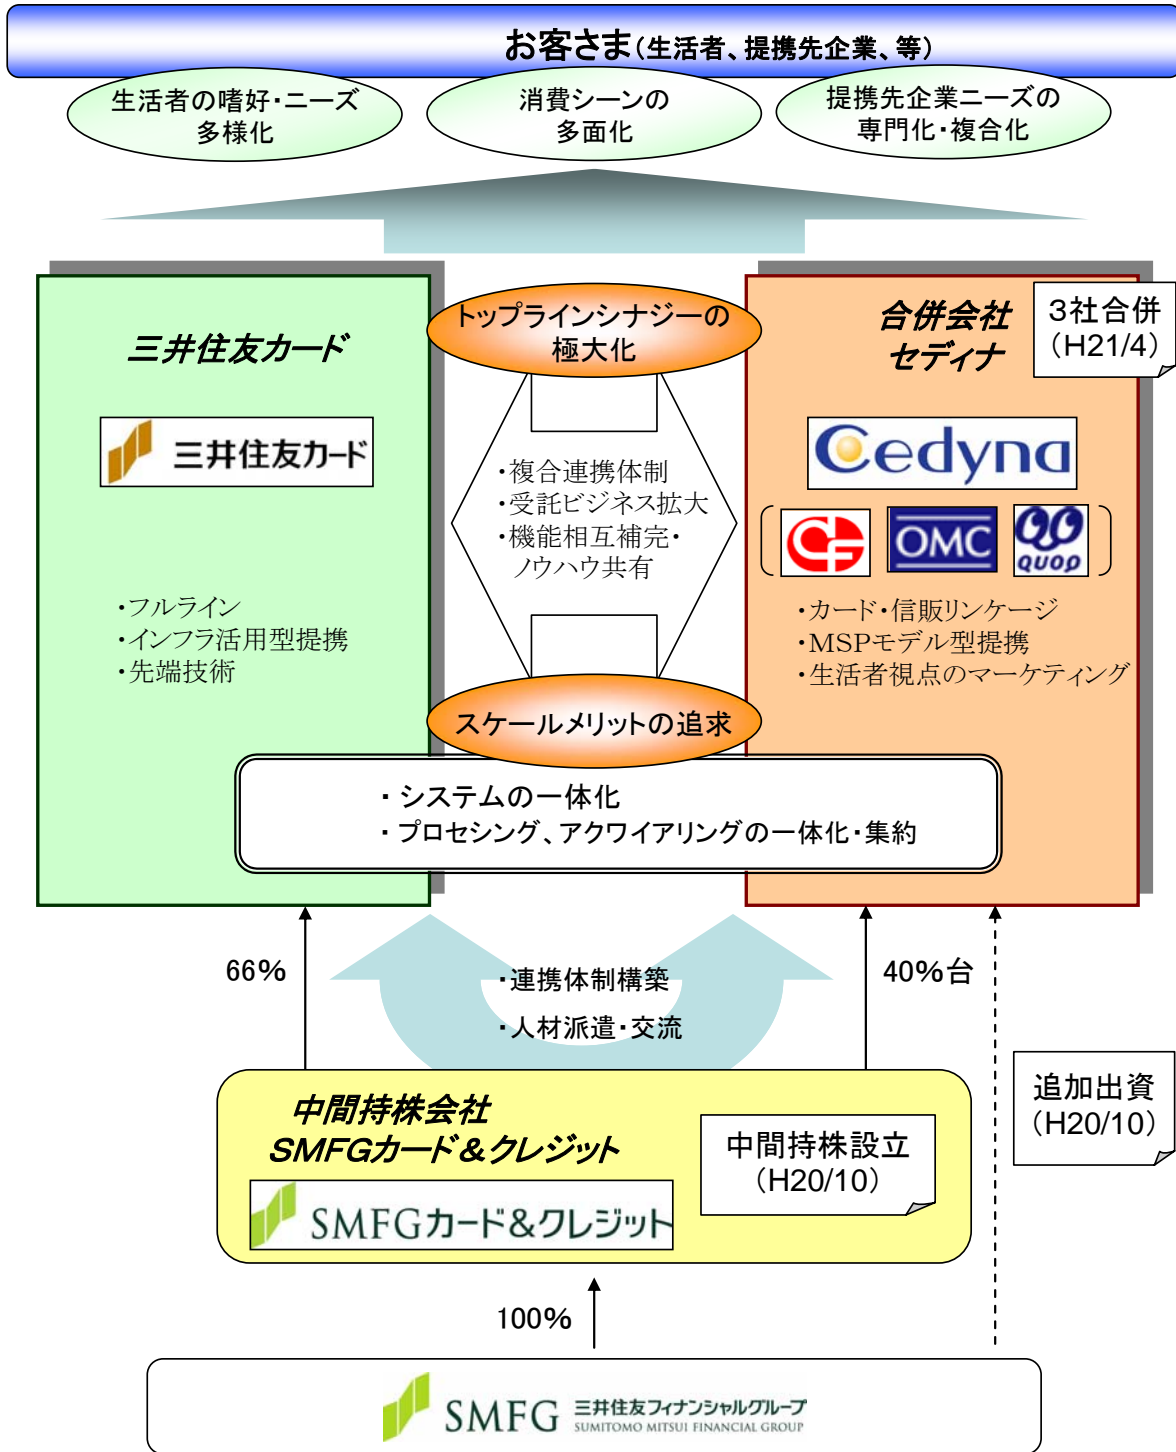 お客さま(生活者、提携先企業、等)
生活者の嗜好・ニーズ
多様化
消費シーンの
多面化
提携先企業ニーズの
専門化・複合化
三井住友カード
三井住友カード
・フルライン
・インフラ活用型提携
・先端技術
トップラインシナジーの
極大化
・複合連携体制
・受託ビジネス拡大
・機能相互補完・
ノウハウ共有
スケールメリットの追求
合併会社
セディナ
3社合併
(H21/4)
Cedyna
CF
OMC
QUOQ
・カード・信販リンケージ
・MSPモデル型提携
・生活者視点のマーケティング
・システムの一体化
・プロセシング、アクワイアリングの一体化・集約
66%
・連携体制構築
・人材派遣・交流
40%台
追加出資
(H20/10)
中間持株会社
SMFGカード&クレジット
SMFGカード&クレジット
中間持株設立
(H20/10)
100%
SMFG 三井住友フィナンシャルグループ
SUMITOMO MITSUI FINANCIAL GROUP